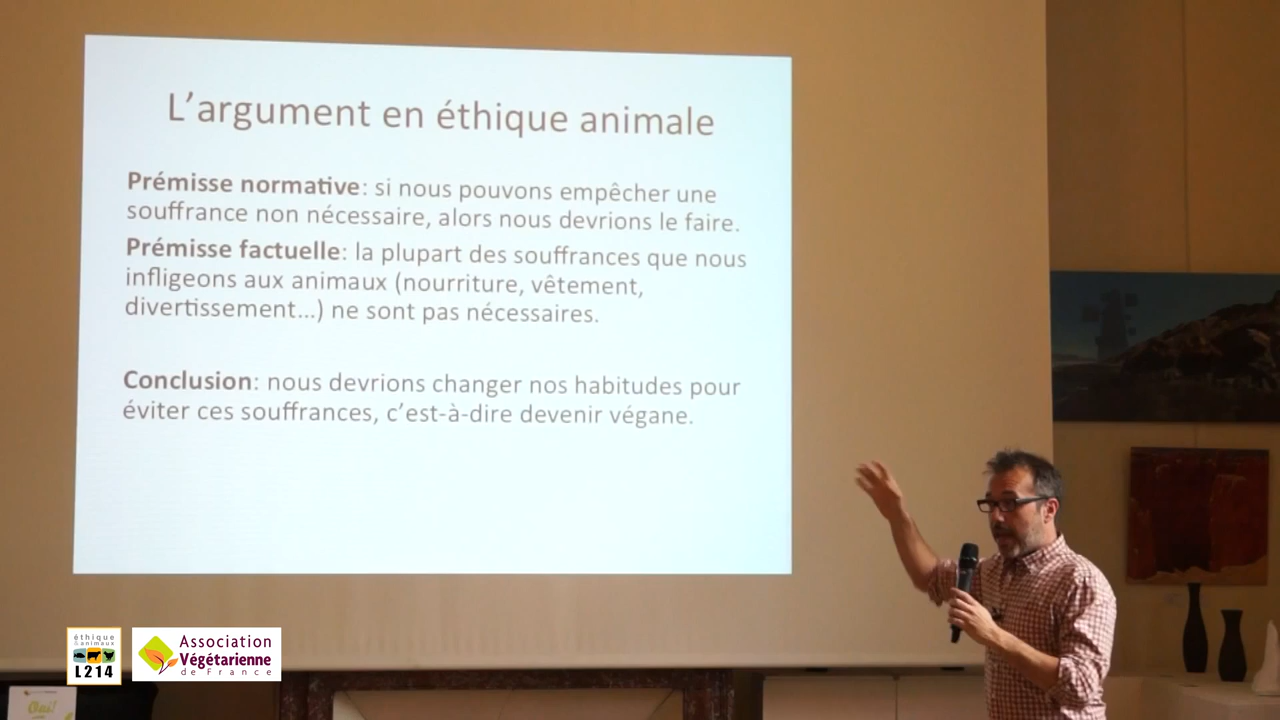 L’argument en éthique animale
Prémisse normative: si nous pouvons empêcher une
souffrance non nécessaire, alors nous devrions le faire.
Prémisse factuelle: la plupart des souffrances que nous
infligeons aux animaux (nourriture, vêtement,
divertissement...) ne sont pas nécessaires.
Conclusion: nous devrions changer nos habitudes pour
éviter ces souffrances, c’est-à-dire devenir végane.
éthique
& animaux
L214
Association
Végétarienne
de France
Oui!